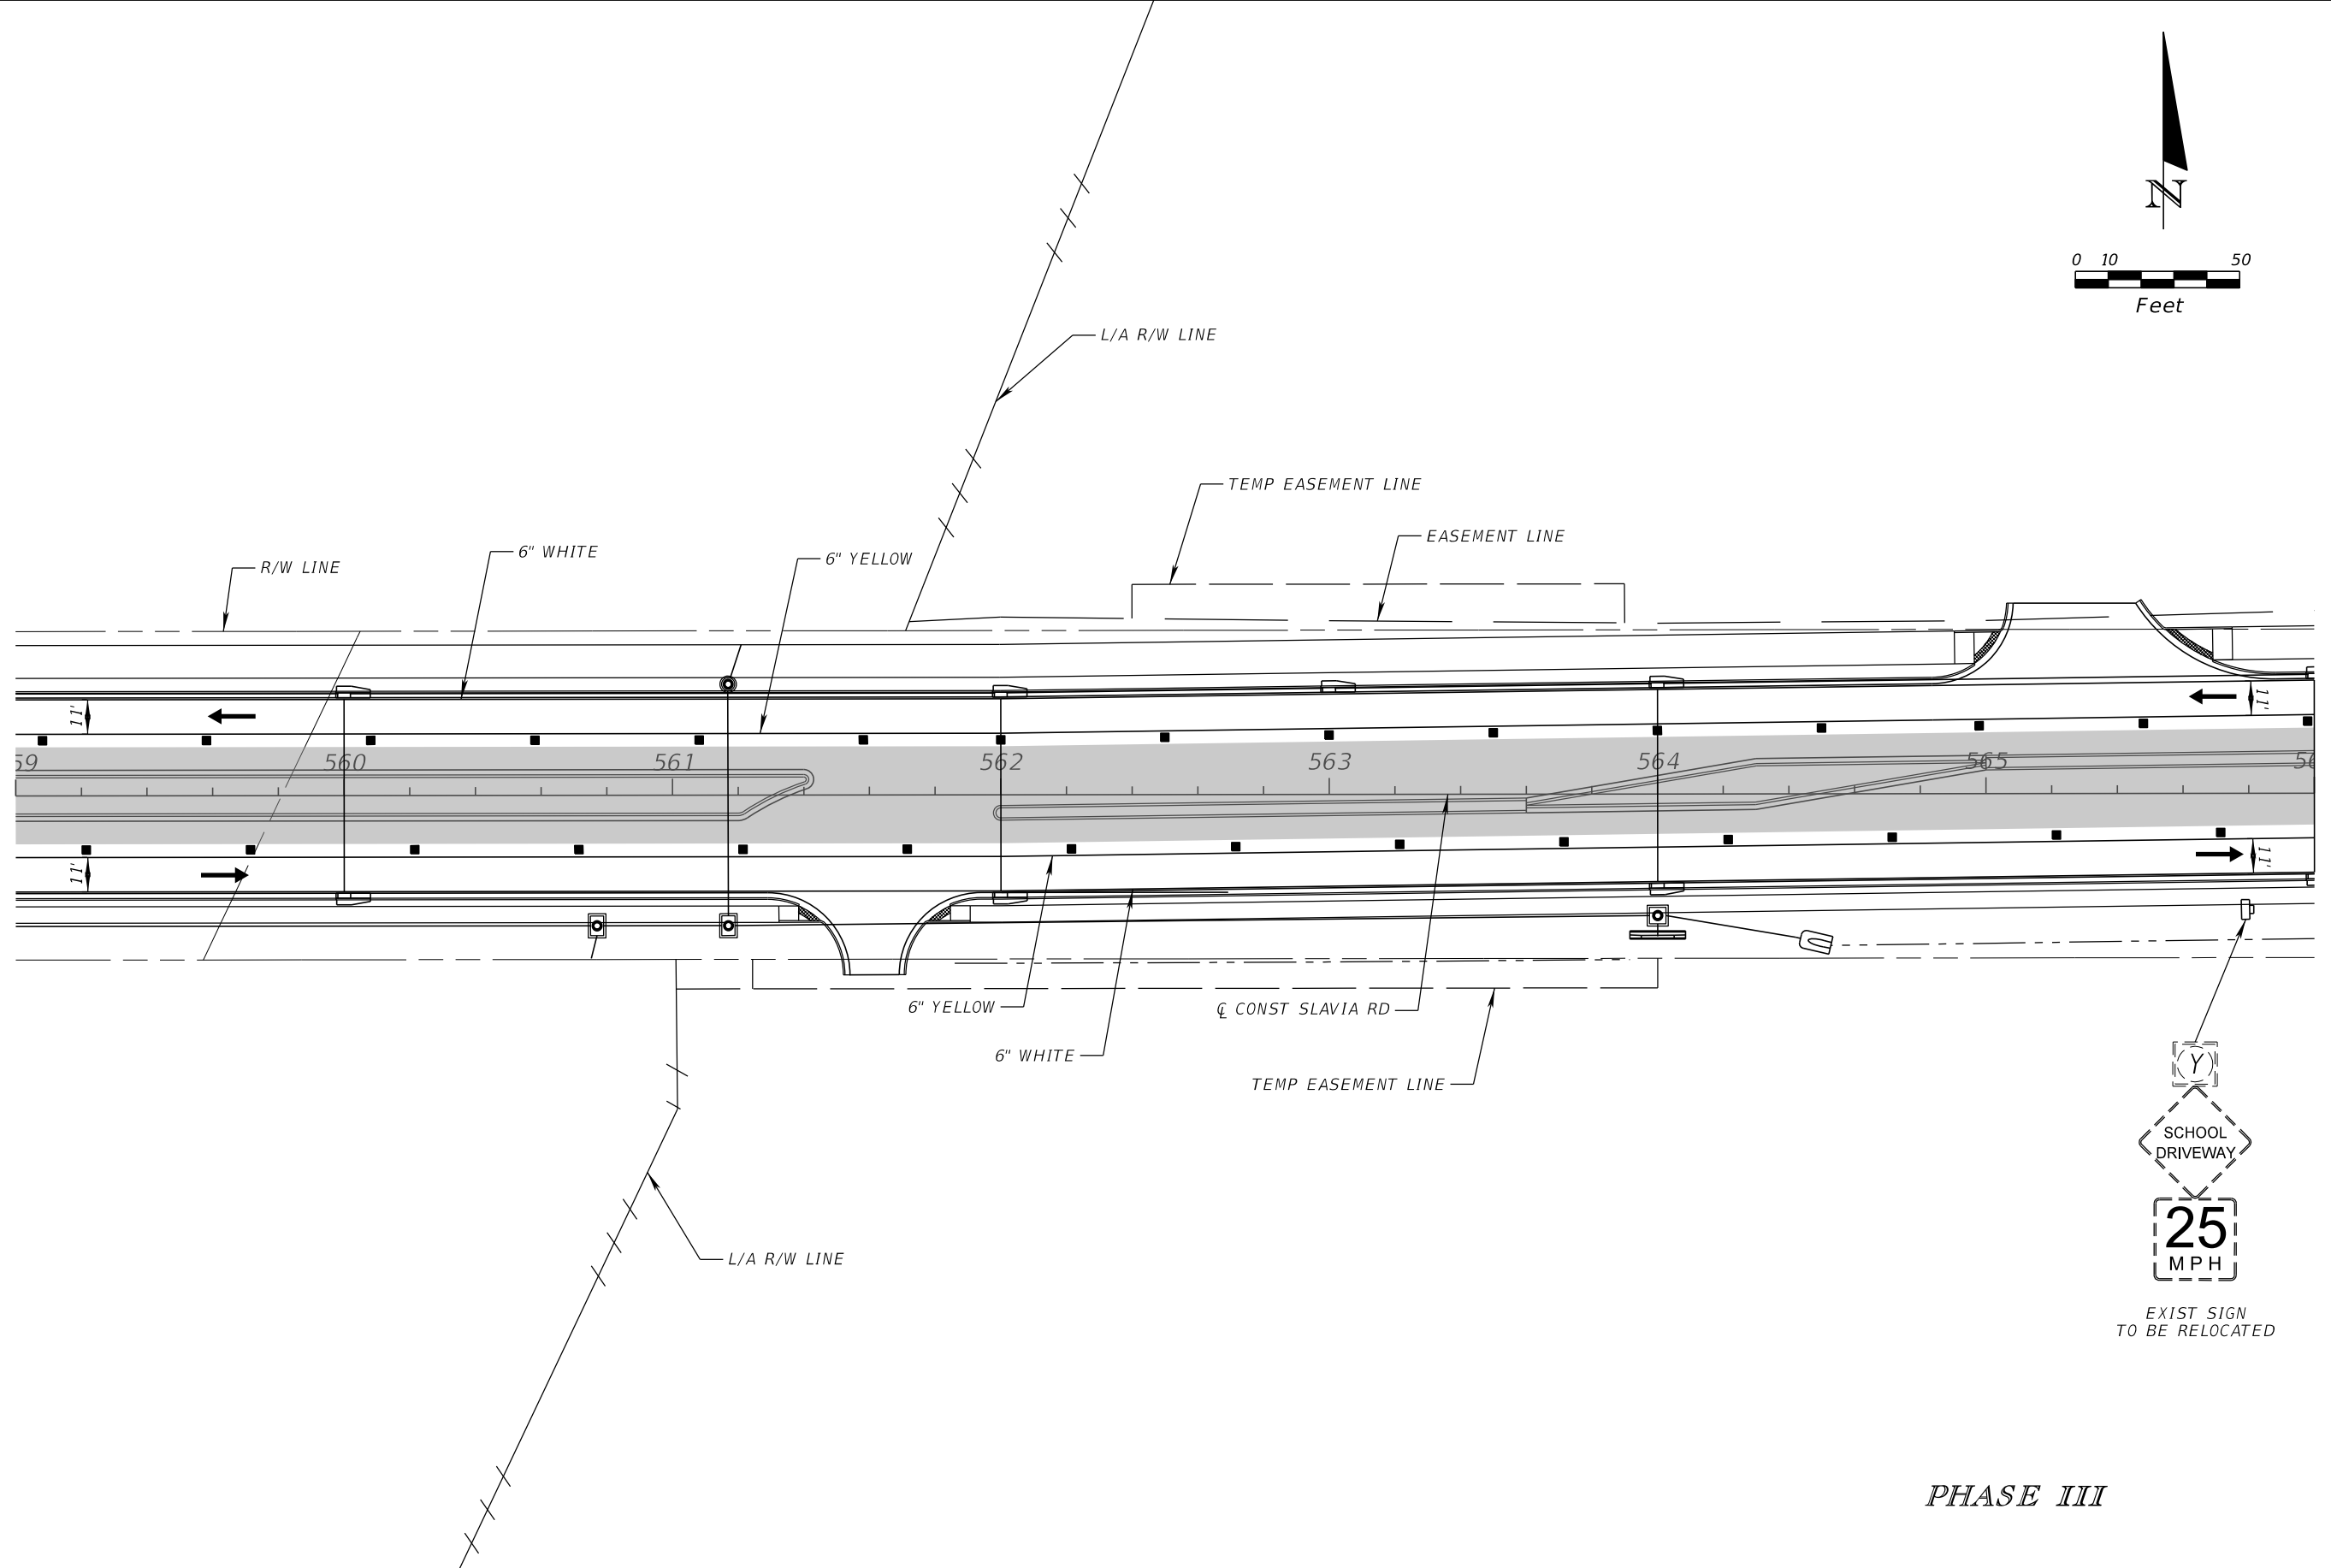 N
0 10 50
Feet
L/A R/W LINE
TEMP EASEMENT LINE
EASEMENT LINE
6" WHITE
6" YELLOW
R/W LINE
11'
11'
59 560 561 562 563 564 565 56
11'
11'
6" YELLOW
℄ CONST SLAVIA RD
6" WHITE
TEMP EASEMENT LINE
L/A R/W LINE
Y
SCHOOL
DRIVEWAY
25
MPH
EXIST SIGN
TO BE RELOCATED
PHASE III